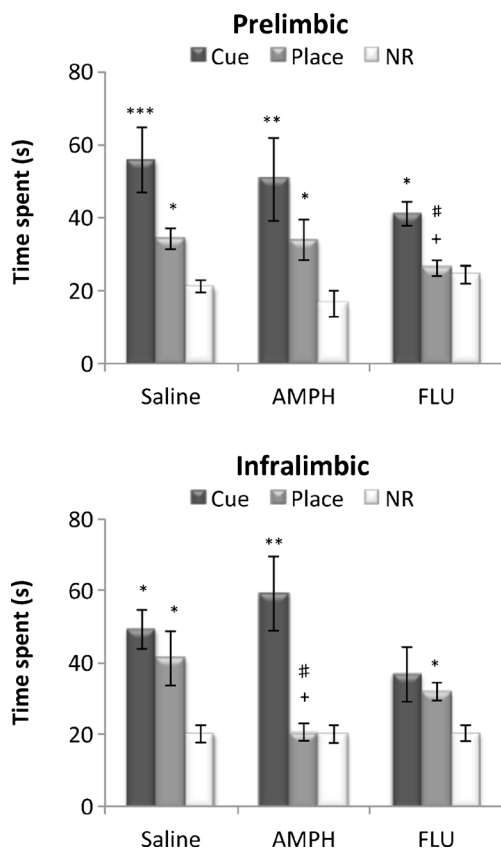 Prelimbic
Cue Place NR
80
60
40
20
0
Time spent (s)
***
*
**
*
*
#
+
Saline AMPH FLU
Infralimbic
Cue Place NR
80
60
40
20
0
Time spent (s)
*
*
**
#
+
*
Saline AMPH FLU